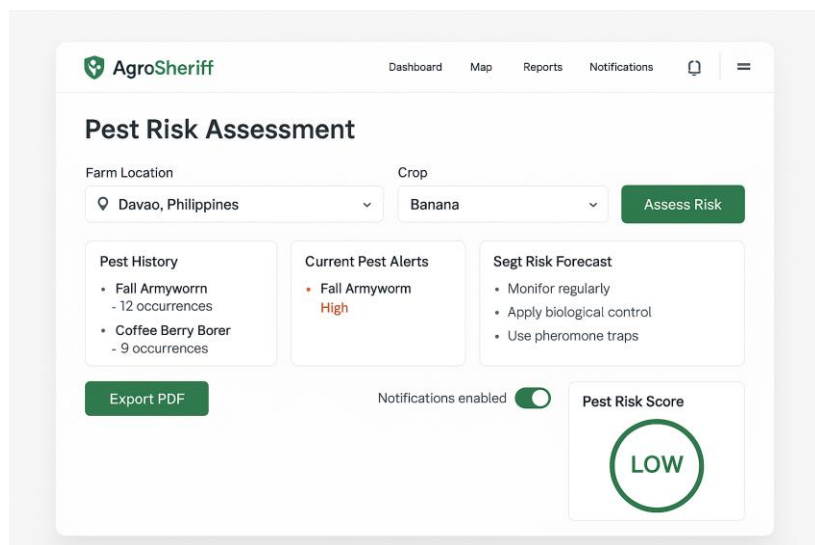 AgroSheriff
Dashboard Map Reports Notifications
Pest Risk Assessment
Farm Location
Crop
Davao, Philippines
Banana
Assess Risk
Pest History
• Fall Armyworrn
- 12 occurrences
• Coffee Berry Borer
- 9 occurrences
Current Pest Alerts
• Fall Armyworm
High
Segt Risk Forecast
• Monifor regularly
• Apply biological control
• Use pheromone traps
Export PDF
Notifications enabled
Pest Risk Score
LOW